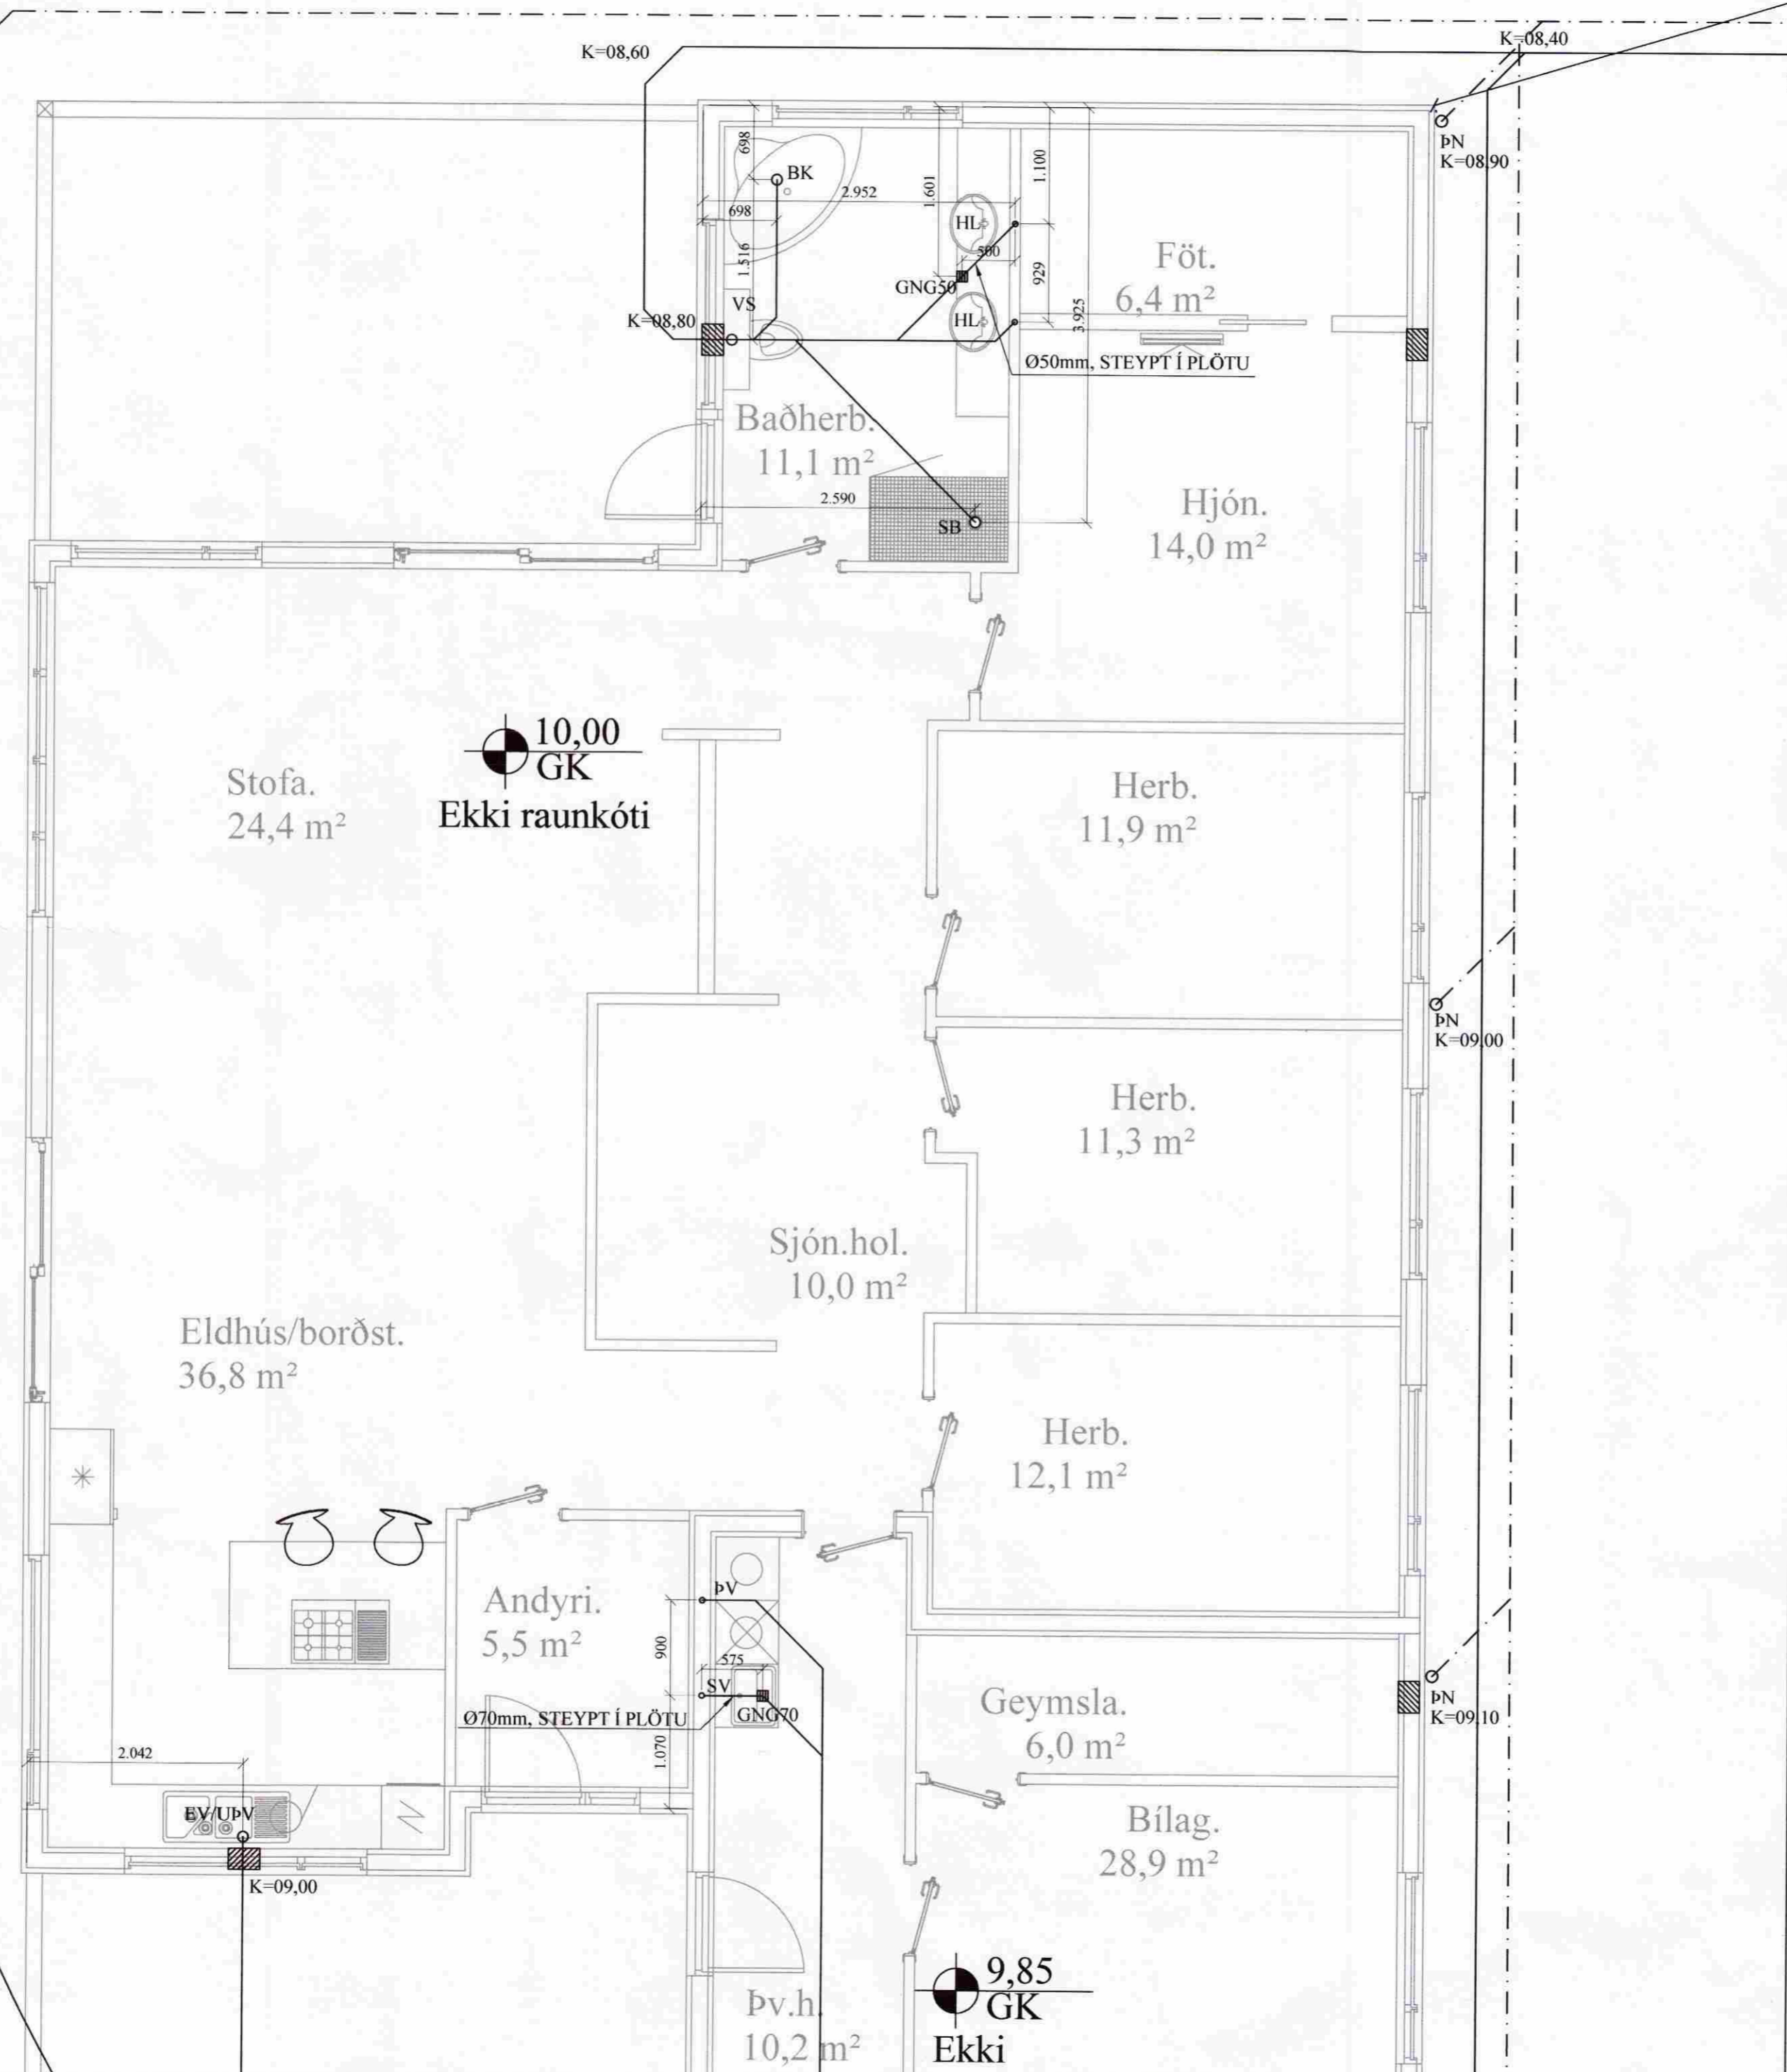 K=08,60
K=08,40
ÞN
K=08,90
698
BK
2.952
698
1.516
1.601
1.100
HL
500
929
GNG50
VS
K=08,80
HL
3.925
Föt.
6,4 m²
Ø50mm, STEYPT Í PLÖTU
Baðherb.
11,1 m²
2.590
SB
Hjón.
14,0 m²
10,00
GK
Ekki raunkóti
Stofa.
24,4 m²
Herb.
11,9 m²
ÞN
K=09,00
Herb.
11,3 m²
Sjón.hol.
10,0 m²
Eldhús/borðst.
36,8 m²
Herb.
12,1 m²
Andyri.
5,5 m²
ÞV
900
575
SV
GNG70
Ø70mm, STEYPT Í PLÖTU
1.070
Geymsla.
6,0 m²
ÞN
K=09,10
2.042
EV/UÞV
K=09,00
Bílag.
28,9 m²
9,85
GK
Ekki
Þv.h.
10,2 m²